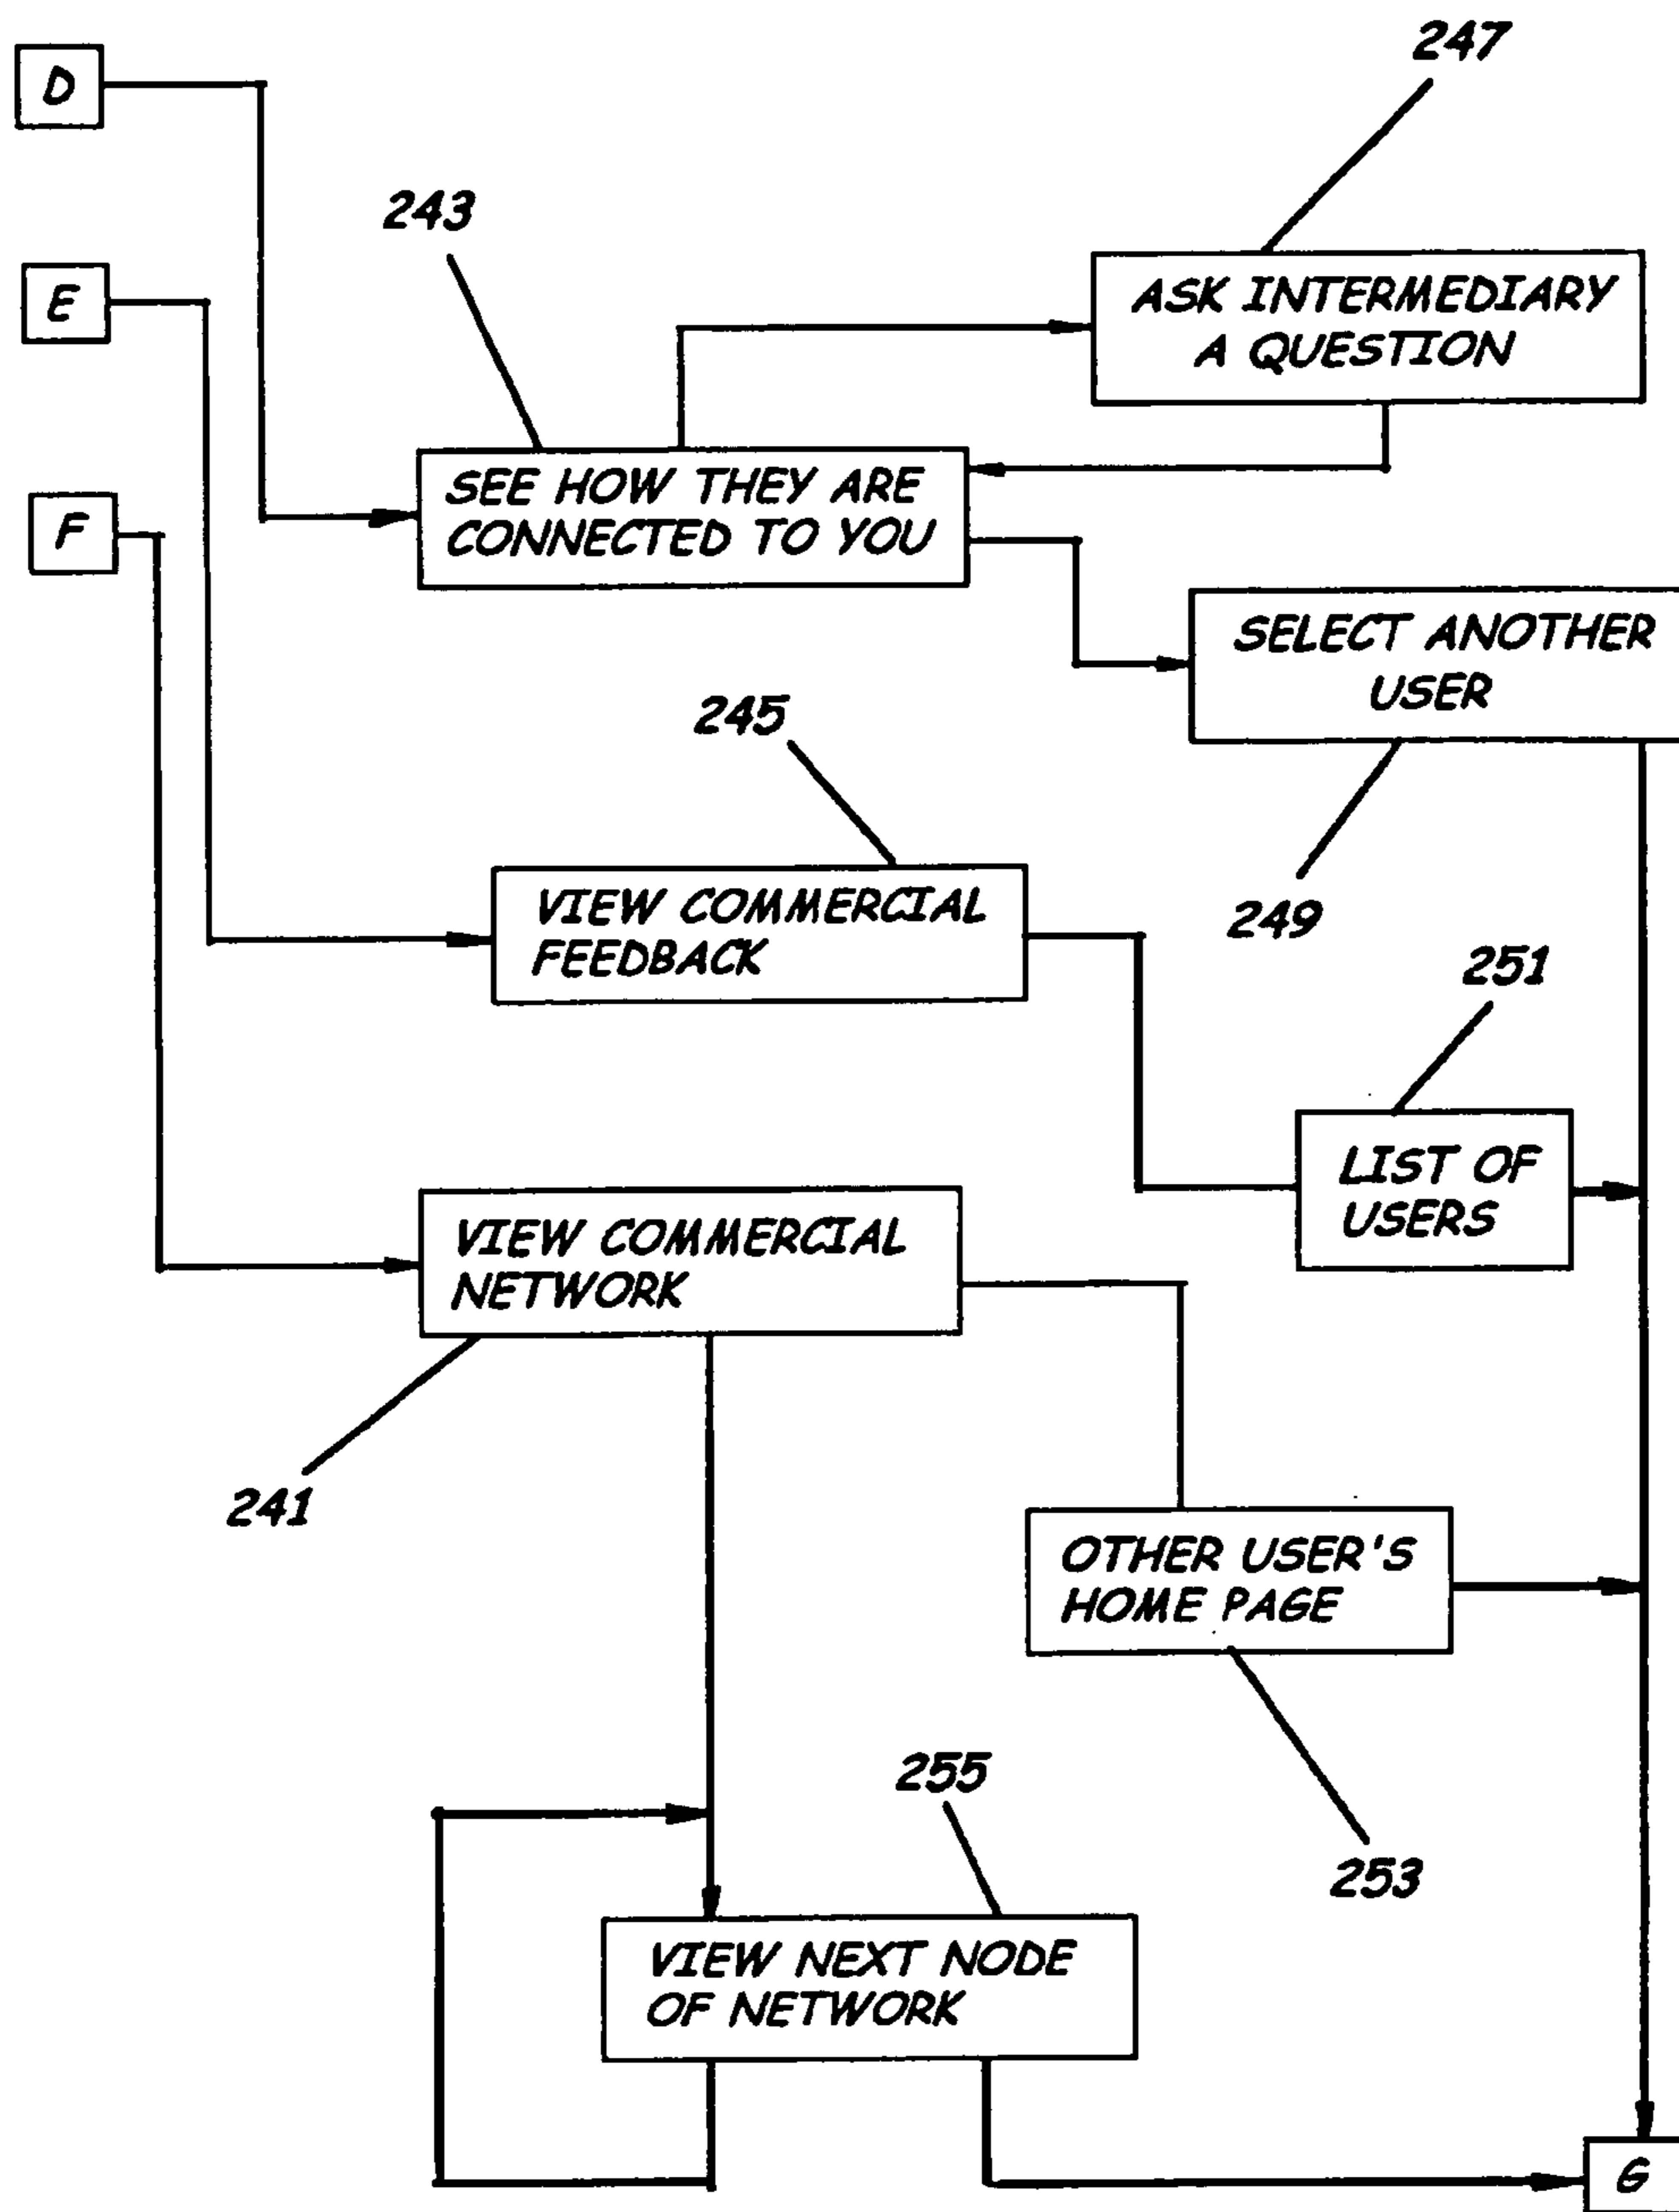 247
D
243
E
ASK INTERMEDIARY
A QUESTION
F
SEE HOW THEY ARE
CONNECTED TO YOU
SELECT ANOTHER
USER
245
249
VIEW COMMERCIAL
FEEDBACK
251
LIST OF
USERS
VIEW COMMERCIAL
NETWORK
241
OTHER USER'S
HOME PAGE
255
253
VIEW NEXT NODE
OF NETWORK
G